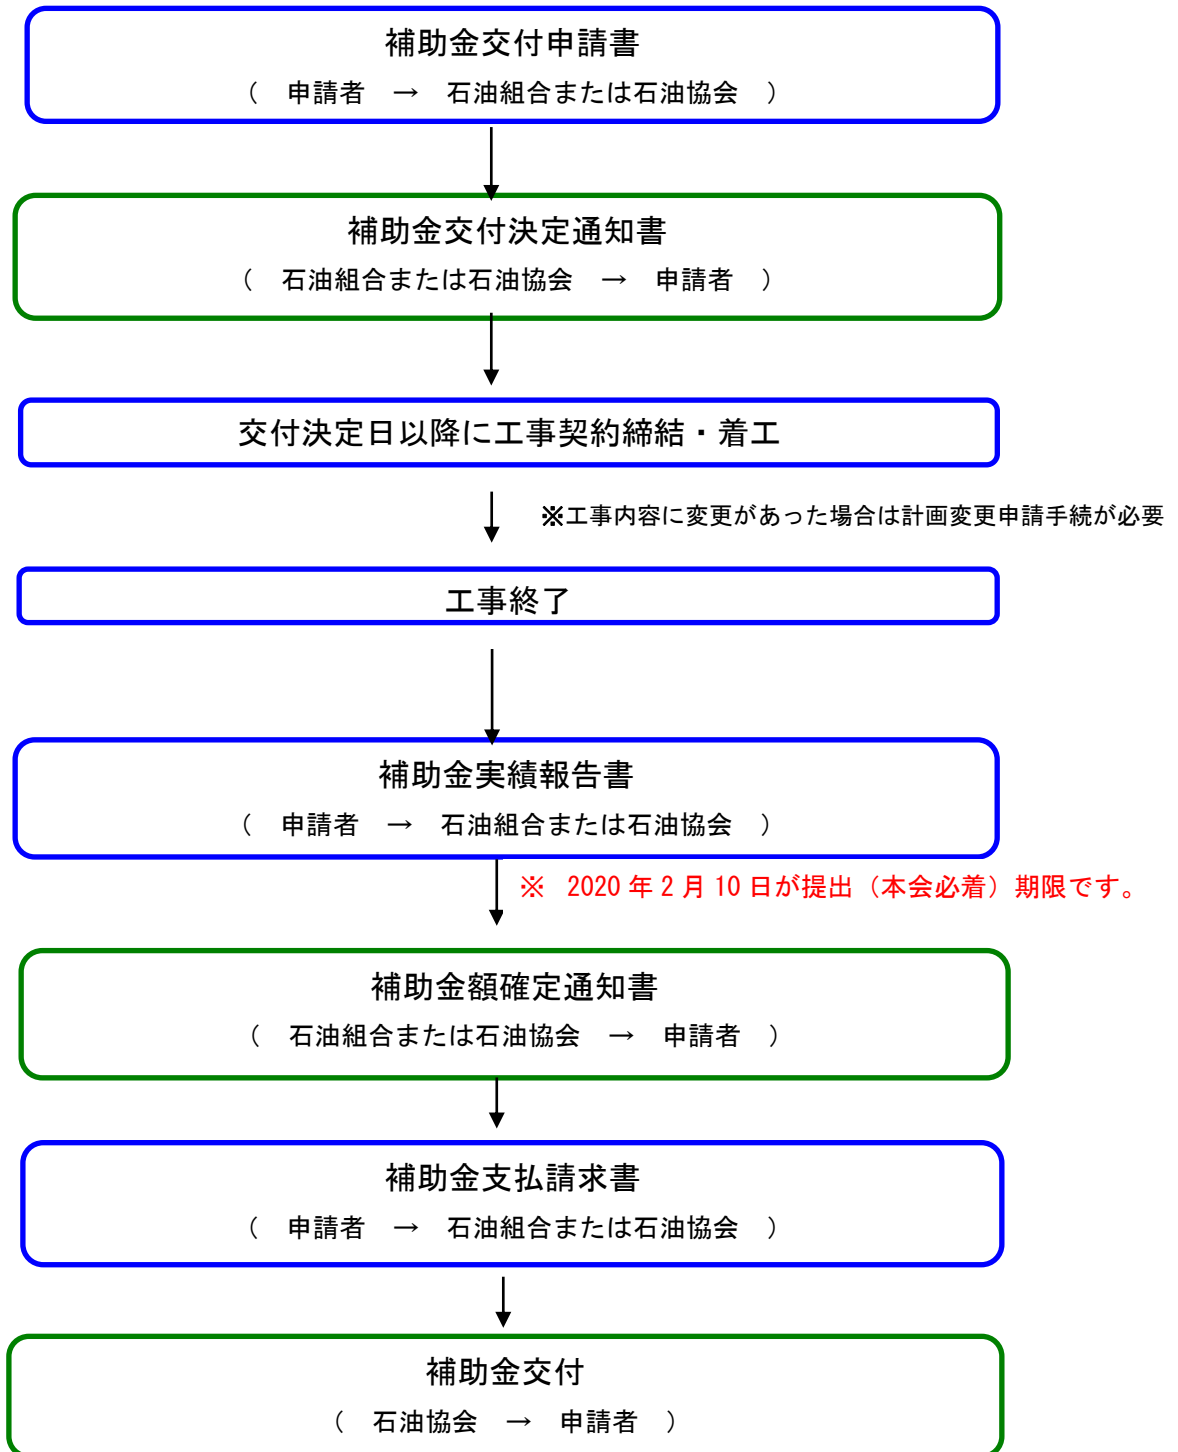 補助金交付申請書
（　申請者　→　石油組合または石油協会　）
補助金交付決定通知書
（　石油組合または石油協会　→　申請者　）
交付決定日以降に工事契約締結・着工
※工事内容に変更があった場合は計画変更申請手続が必要
工事終了
補助金実績報告書
（　申請者　→　石油組合または石油協会　）
※　2020 年 2 月 10 日が提出（本会必着）期限です。
補助金額確定通知書
（　石油組合または石油協会　→　申請者　）
補助金支払請求書
（　申請者　→　石油組合または石油協会　）
補助金交付
（　石油協会　→　申請者　）